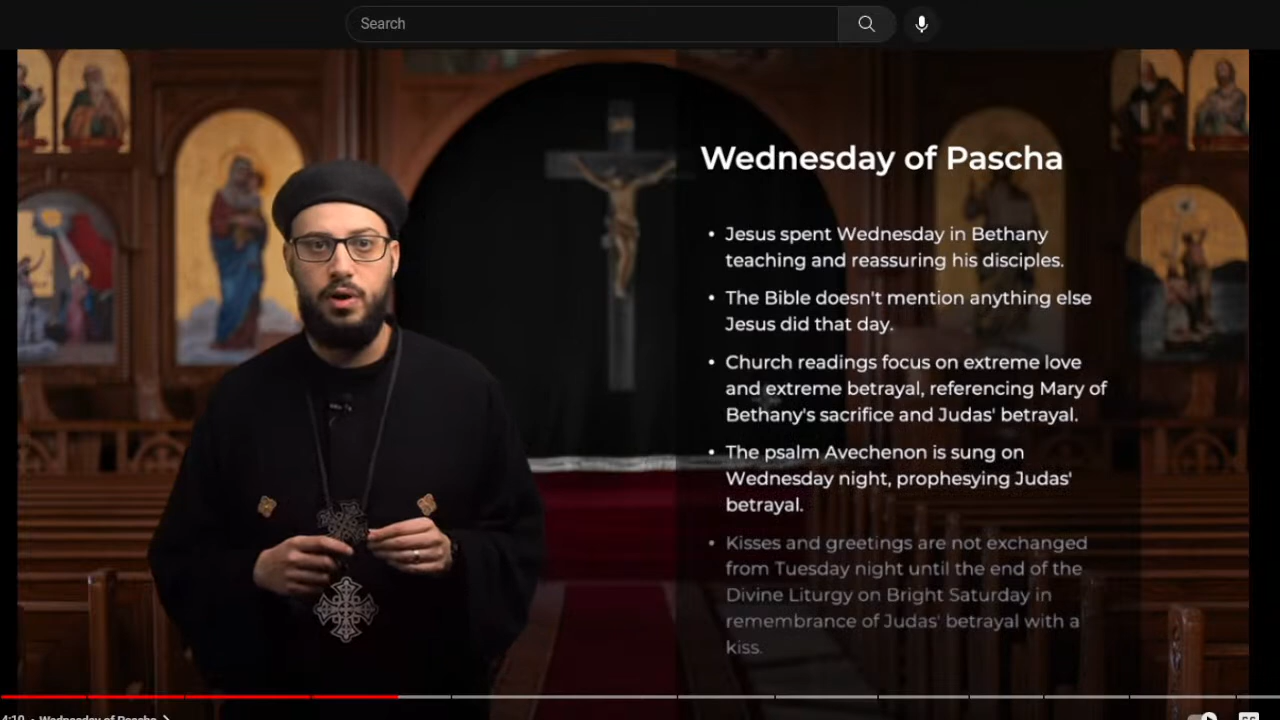 Search
Wednesday of Pascha
• Jesus spent Wednesday in Bethany
teaching and reassuring his disciples.
• The Bible doesn't mention anything else
Jesus did that day.
• Church readings focus on extreme love
and extreme betrayal, referencing Mary of
Bethany's sacrifice and Judas' betrayal.
• The psalm Avechenon is sung on
Wednesday night, prophesying Judas'
betrayal.
• Kisses and greetings are not exchanged
from Tuesday night until the end of the
Divine Liturgy on Bright Saturday in
remembrance of Judas' betrayal with a
kiss.
4:10 • Wednesday of Pascha